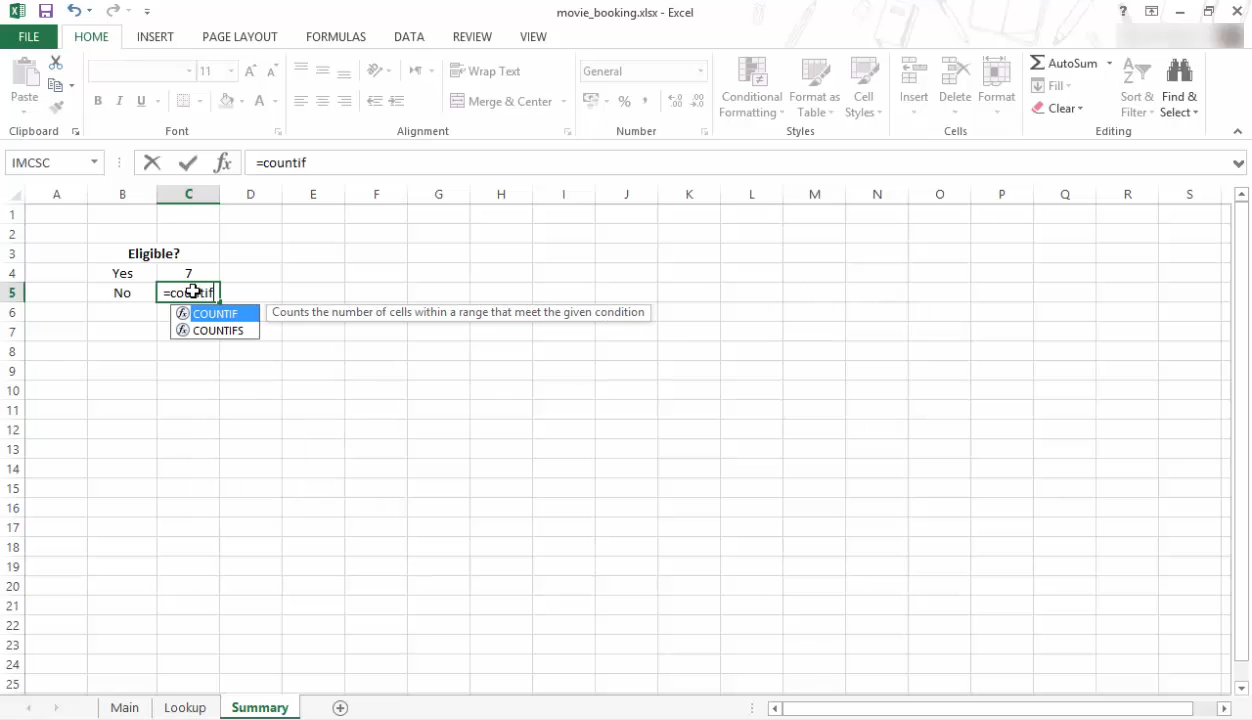 movie_booking.xlsx - Excel
FILE HOME INSERT PAGE LAYOUT FORMULAS DATA REVIEW VIEW
Paste
11
Wrap Text
Merge & Center
General
Conditional Formatting
Format as Table
Cell Styles
Insert
Delete
Format
AutoSum
Fill
Clear
Sort & Filter
Find & Select
Clipboard Font Alignment Number Styles Cells Editing
IMCSC =countif
A B C D E F G H I J K L M N O P Q R S
1
2
3 Eligible?
4 Yes 7
5 No =countif
6 COUNTIF Counts the number of cells within a range that meet the given condition
7 COUNTIFS
8
9
10
11
12
13
14
15
16
17
18
19
20
21
22
23
24
25
Main Lookup Summary